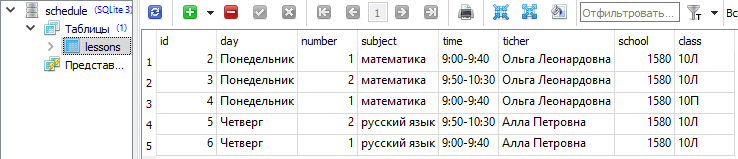 schedule (SQLite 3)
Таблицы (1)
lessons
Представ...
1
Отфильтровать...
Вс
id day number subject time ticher school class
1 2 Понедельник 1 математика 9:00-9:40 Ольга Леонардовна 1580 10Л
2 3 Понедельник 2 математика 9:50-10:30 Ольга Леонардовна 1580 10Л
3 4 Понедельник 1 математика 9:00-9:40 Ольга Леонардовна 1580 10П
4 5 Четверг 2 русский язык 9:50-10:30 Алла Петровна 1580 10Л
5 6 Четверг 1 русский язык 9:00-9:40 Алла Петровна 1580 10Л